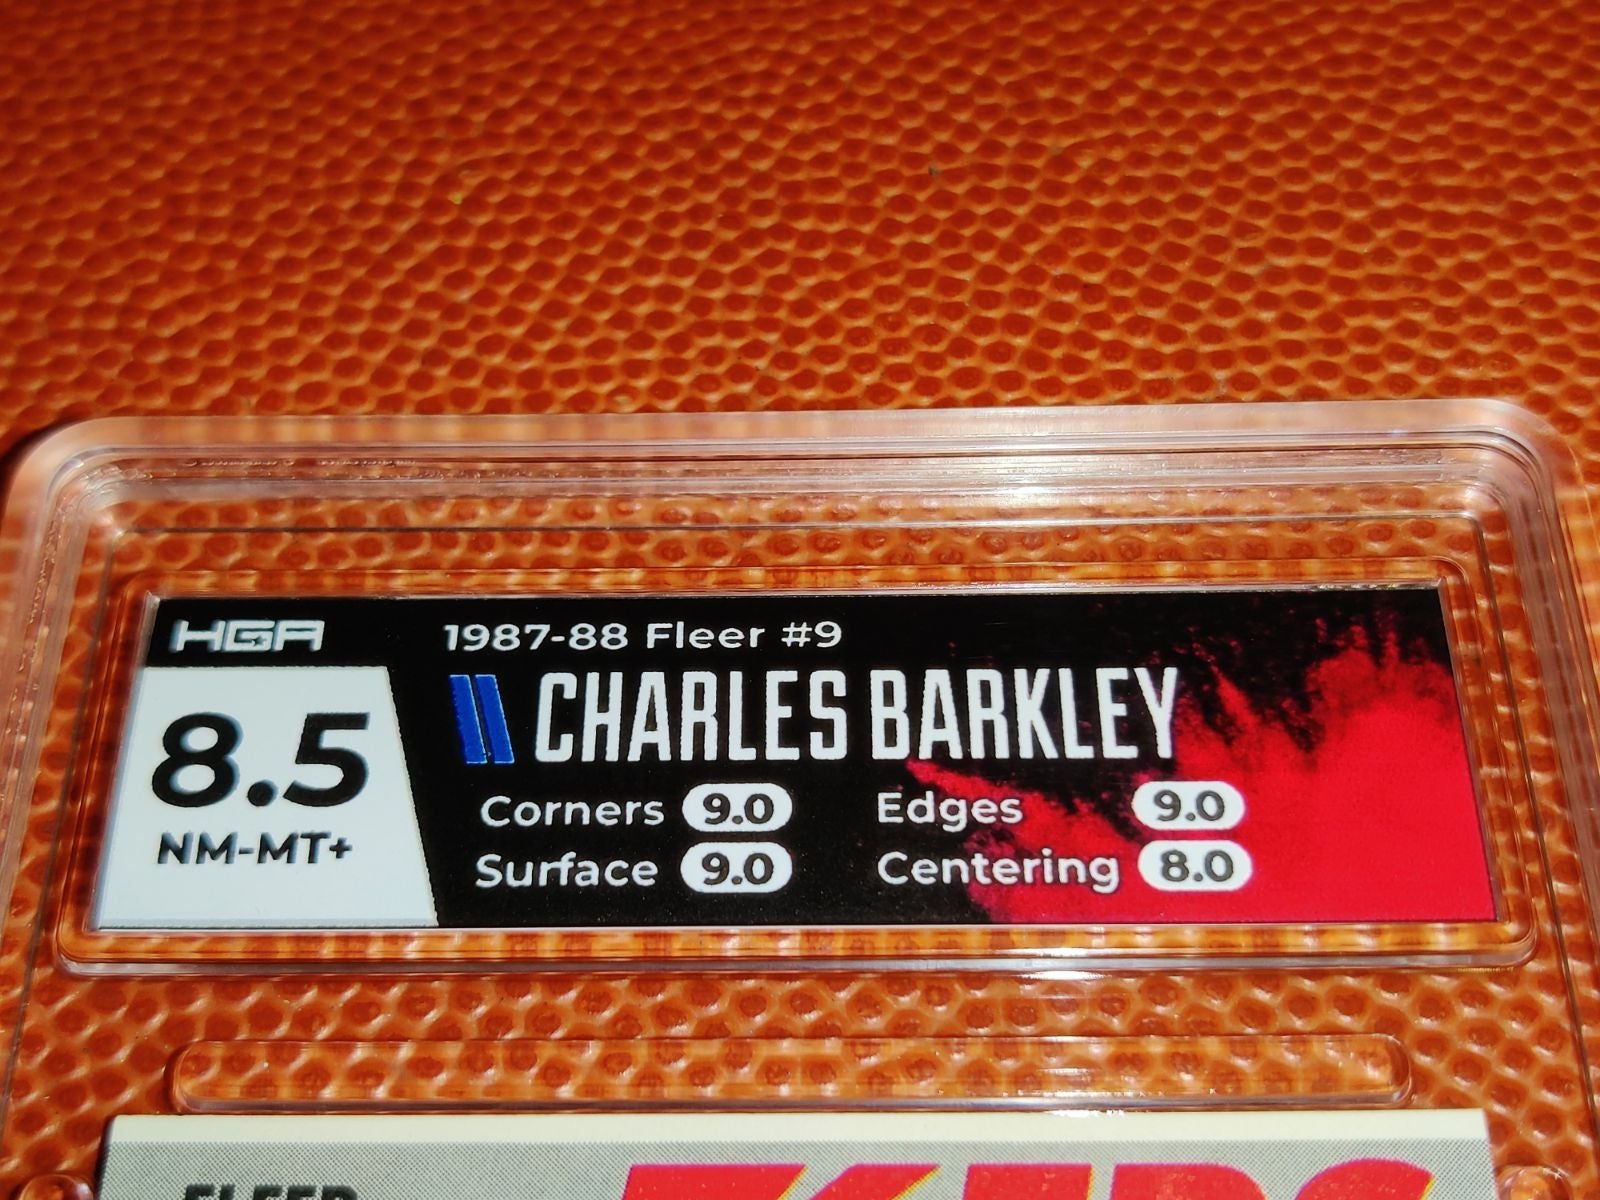 HGA
1987-88 Fleer #9
8.5
NM-MT+
CHARLES BARKLEY
Corners 9.0
Edges 9.0
Surface 9.0
Centering 8.0
FLEER